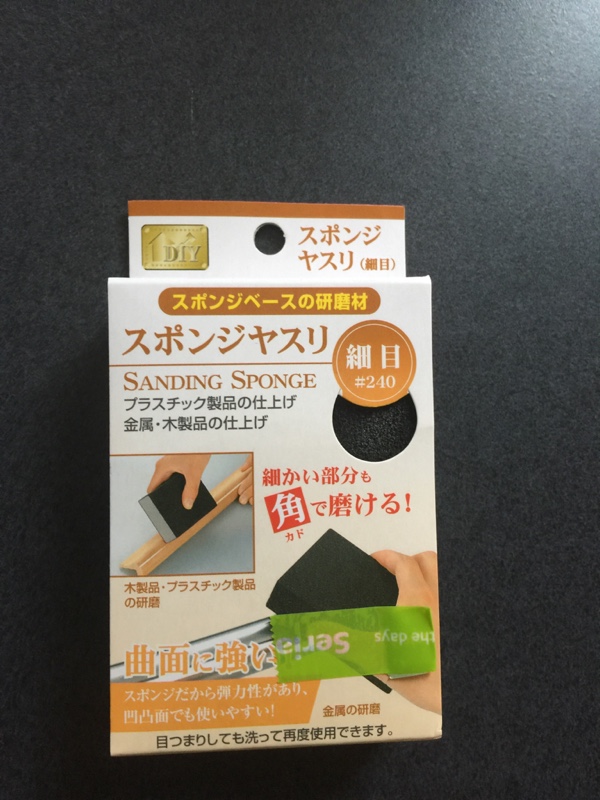 DIY
スポンジ
ヤスリ(細目)
スポンジベースの研磨材
スポンジヤスリ
細目
#240
SANDING SPONGE
プラスチック製品の仕上げ
金属・木製品の仕上げ
細かい部分も
角で磨ける!
カド
木製品・プラスチック製品
の研磨
Seria
the days
曲面に強い
スポンジだから弾力性があり、
凹凸面でも使いやすい!
金属の研磨
目つまりしても洗って再度使用できます。